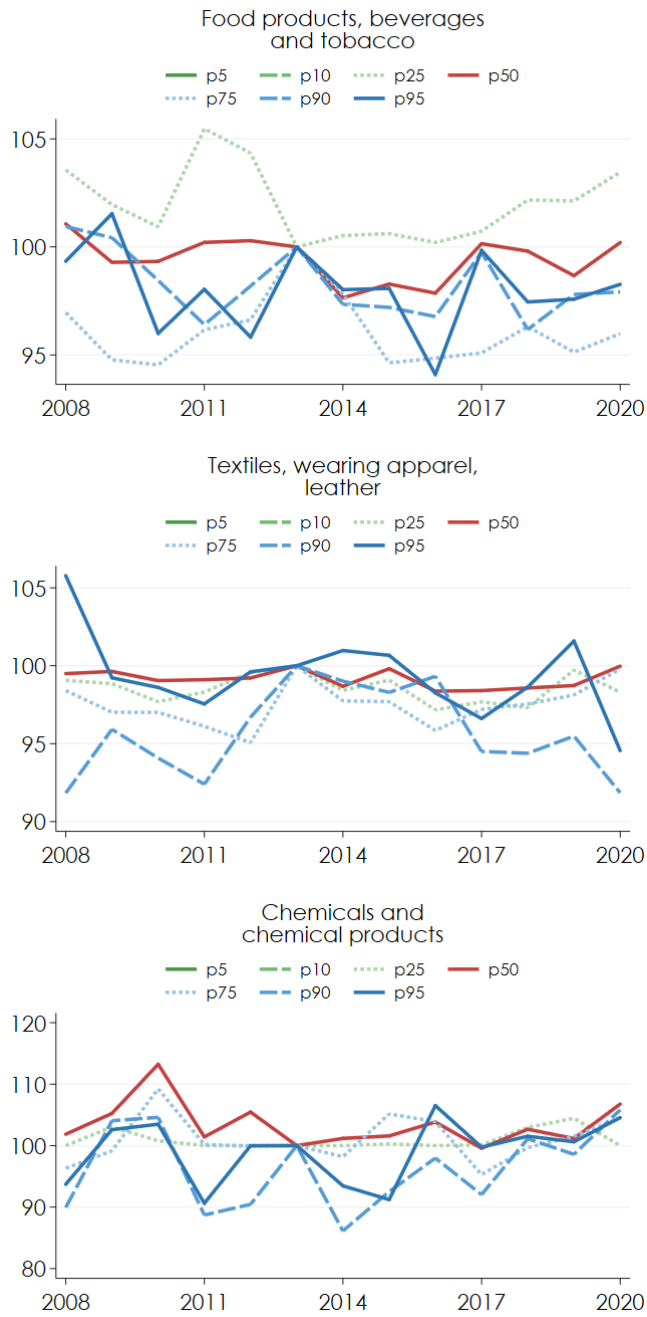 Food products, beverages
and tobacco
p5 p10 p25 p50
p75 p90 p95
105
100
95
2008 2011 2014 2017 2020
Textiles, wearing apparel,
leather
p5 p10 p25 p50
p75 p90 p95
105
100
95
90
2008 2011 2014 2017 2020
Chemicals and
chemical products
p5 p10 p25 p50
p75 p90 p95
120
110
100
90
80
2008 2011 2014 2017 2020